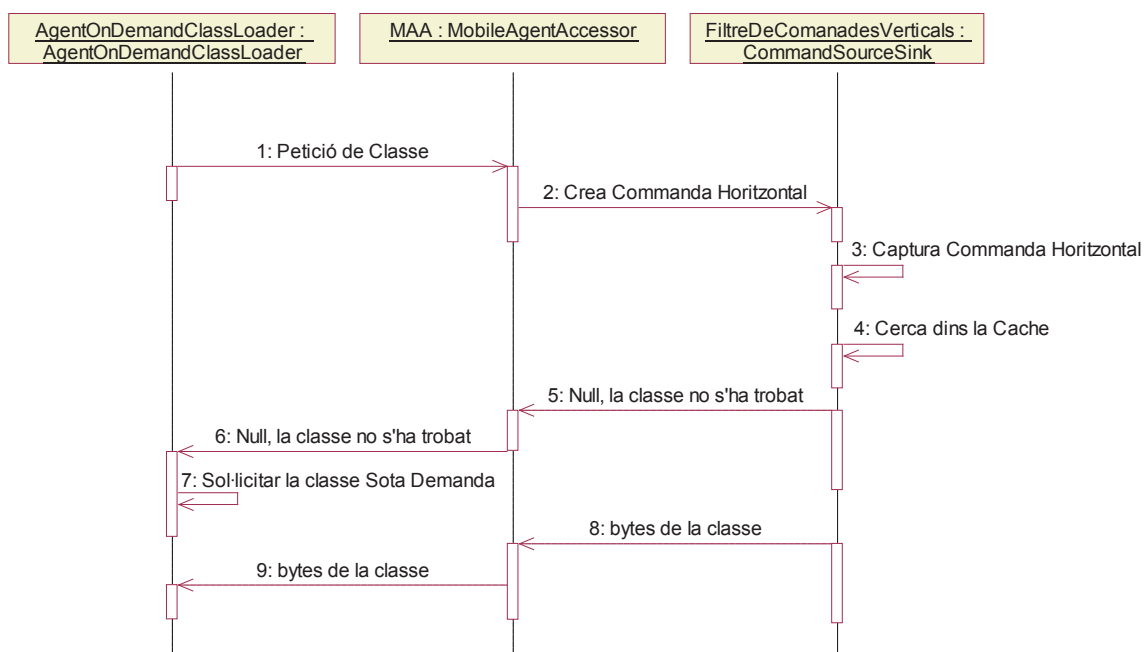 AgentOnDemandClassLoader :
AgentOnDemandClassLoader
MAA : MobileAgentAccessor
FiltreDeComanadesVerticals :
CommandSourceSink
1: Petició de Classe
2: Crea Commanda Horitzontal
3: Captura Commanda Horitzontal
4: Cerca dins la Cache
5: Null, la classe no s'ha trobat
6: Null, la classe no s'ha trobat
7: Sol·licitar la classe Sota Demanda
8: bytes de la classe
9: bytes de la classe